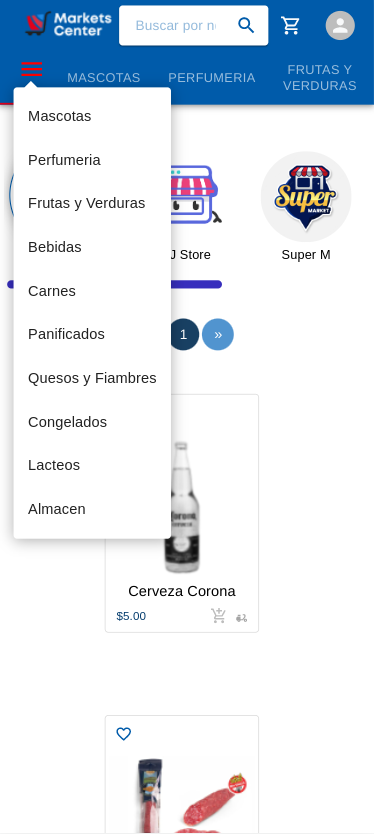 Markets
Center
Buscar por n
MASCOTAS
PERFUMERIA
FRUTAS Y
VERDURAS
Mascotas
Perfumeria
Frutas y Verduras
Bebidas
Carnes
Panificados
Quesos y Fiambres
Congelados
Lacteos
Almacen
J Store
Super
MARKET
Super M
1
»
Corona
Cerveza Corona
$5.00